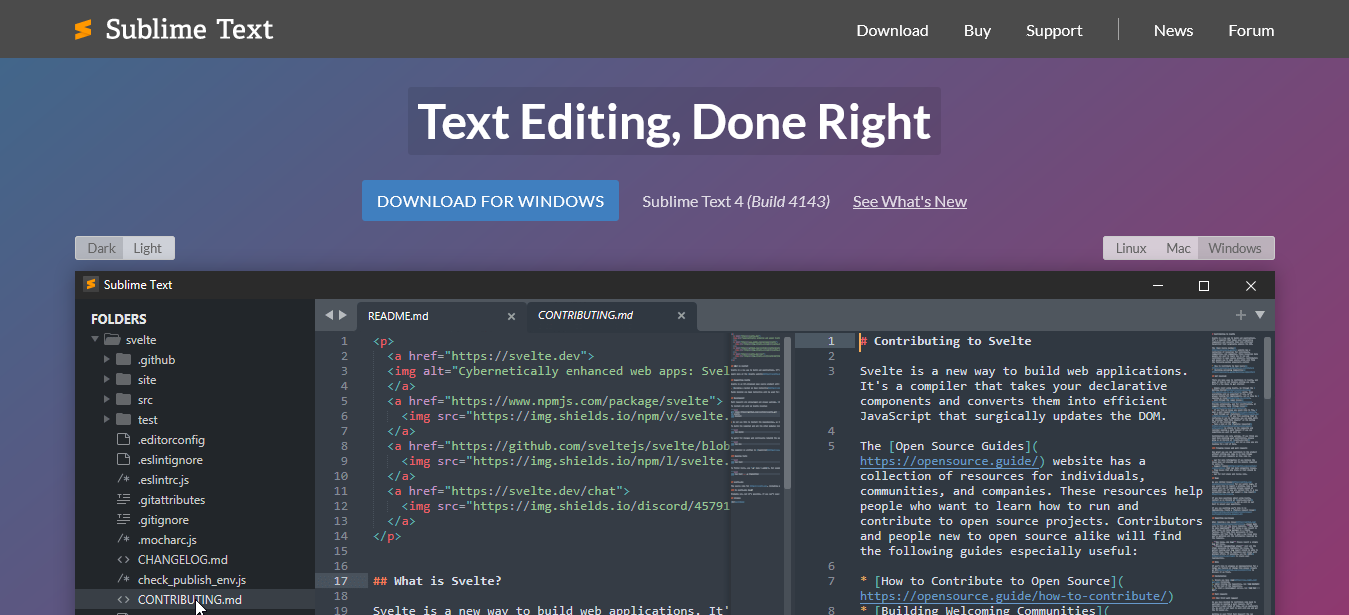 Sublime Text
Download Buy Support News Forum
Text Editing, Done Right
DOWNLOAD FOR WINDOWS Sublime Text 4 (Build 4143) See What's New
Dark Light
Linux Mac Windows
Sublime Text
FOLDERS
svelte
.github
site
src
test
.editorconfig
.eslintignore
.eslintrc.js
.gitattributes
.gitignore
.mocharc.js
CHANGELOG.md
check_publish_env.js
CONTRIBUTING.md
README.md
CONTRIBUTING.md
1 <p>
2 <a href="https://svelte.dev">
3 <img alt="Cybernetically enhanced web apps: Svel
4 </a>
5 <a href="https://www.npmjs.com/package/svelte">
6 <img src="https://img.shields.io/npm/v/svelte.
7 </a>
8 <a href="https://github.com/sveltejs/svelte/blob
9 <img src="https://img.shields.io/npm/l/svelte.
10 </a>
11 <a href="https://svelte.dev/chat">
12 <img src="https://img.shields.io/discord/45791
13 </a>
14 </p>
15
16
17 ## What is Svelte?
18
19 Svelte is a new way to build web applications. It'
1 # Contributing to Svelte
2
3 Svelte is a new way to build web applications.
It's a compiler that takes your declarative
components and converts them into efficient
JavaScript that surgically updates the DOM.
4
5 The [Open Source Guides](
https://opensource.guide/) website has a
collection of resources for individuals,
communities, and companies. These resources help
people who want to learn how to run and
contribute to open source projects. Contributors
and people new to open source alike will find
the following guides especially useful:
6
7 * [How to Contribute to Open Source](
https://opensource.guide/how-to-contribute/)
8 * [Building Welcoming Communities](